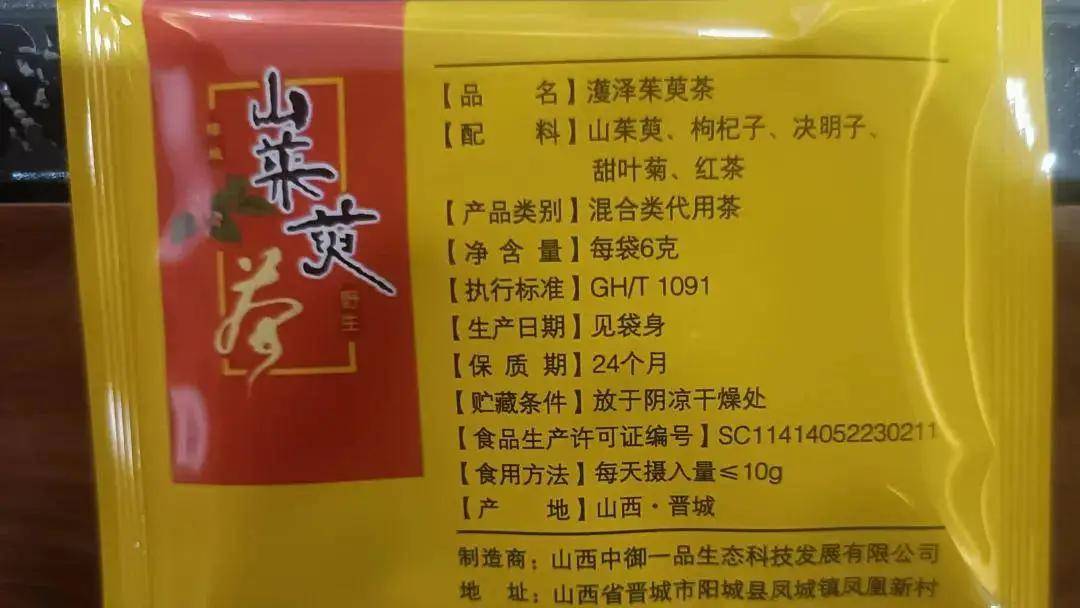 山茱萸
茶
野生
【品名】濩泽茱萸茶
【配料】山茱萸、枸杞子、决明子、
甜叶菊、红茶
【产品类别】混合类代用茶
【净含量】每袋6克
【执行标准】GH/T 1091
【生产日期】见袋身
【保质期】24个月
【贮藏条件】放于阴凉干燥处
【食品生产许可证编号】SC11414052230211
【食用方法】每天摄入量≤10g
【产地】山西·晋城
制造商：山西中御一品生态科技发展有限公司
地址：山西省晋城市阳城县凤城镇凤凰新村